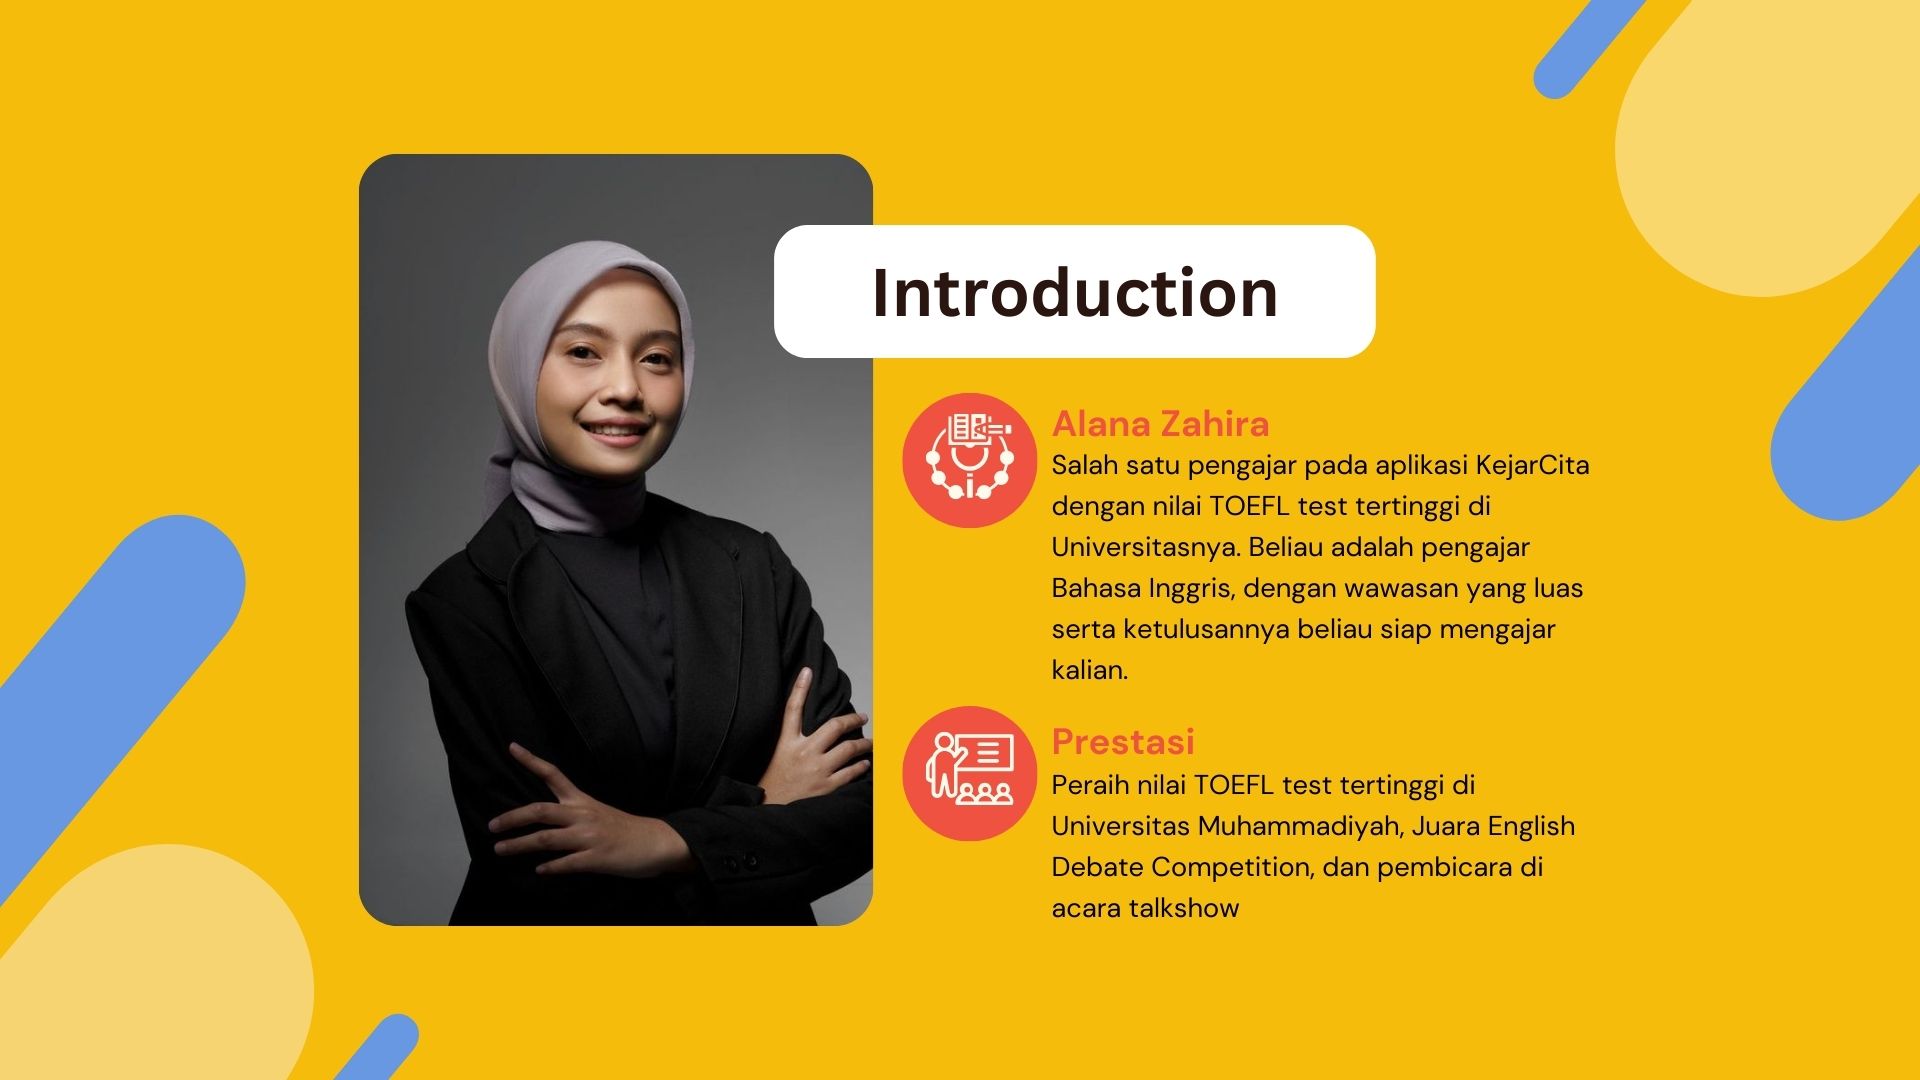 Introduction
Alana Zahira
Salah satu pengajar pada aplikasi KejarCita
dengan nilai TOEFL test tertinggi di
Universitasnya. Beliau adalah pengajar
Bahasa Inggris, dengan wawasan yang luas
serta ketulusannya beliau siap mengajar
kalian.
Prestasi
Peraih nilai TOEFL test tertinggi di
Universitas Muhammadiyah, Juara English
Debate Competition, dan pembicara di
acara talkshow